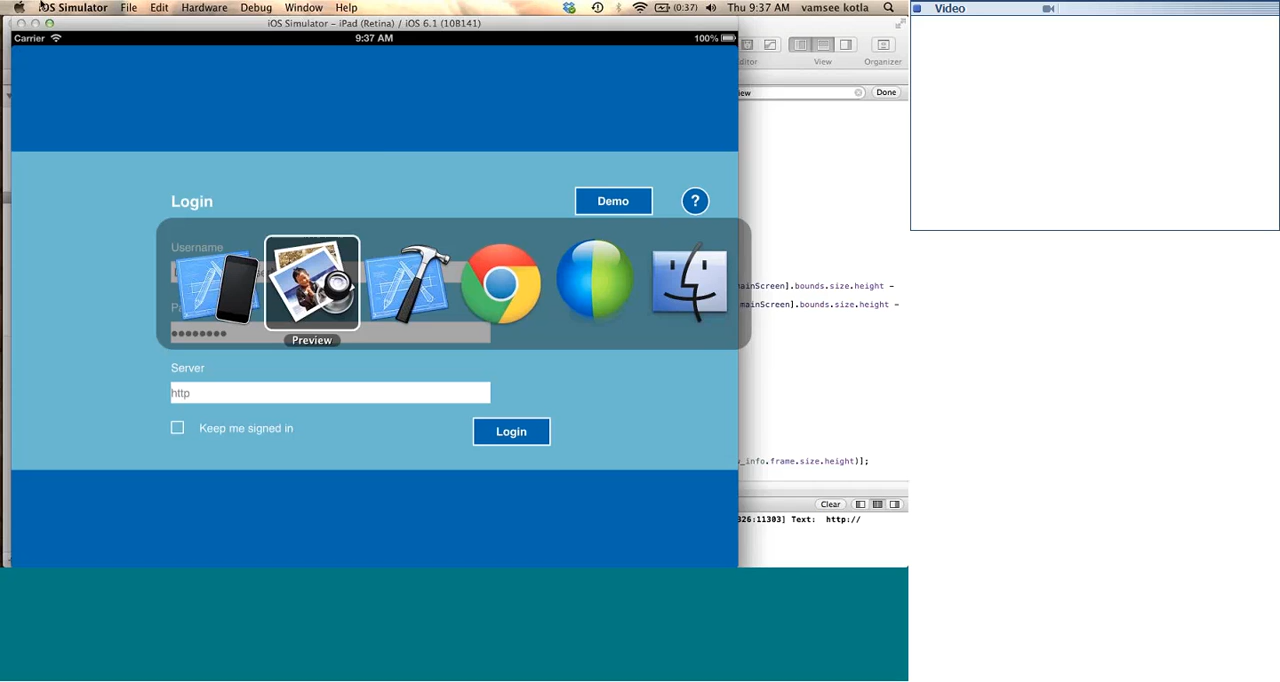 iOS Simulator File Edit Hardware Debug Window Help (0:37) Thu 9:37 AM vamsee kotla
Video
iOS Simulator – iPad (Retina) / iOS 6.1 (10B141)
Carrier 9:37 AM 100%
ditor View Organizer
ew Done
Login Demo ?
Username
mainScreen].bounds.size.height –
mainScreen].bounds.size.height –
Preview
Server
http
Keep me signed in Login
_info.frame.size.height)];
Clear
326:11303] Text: http://